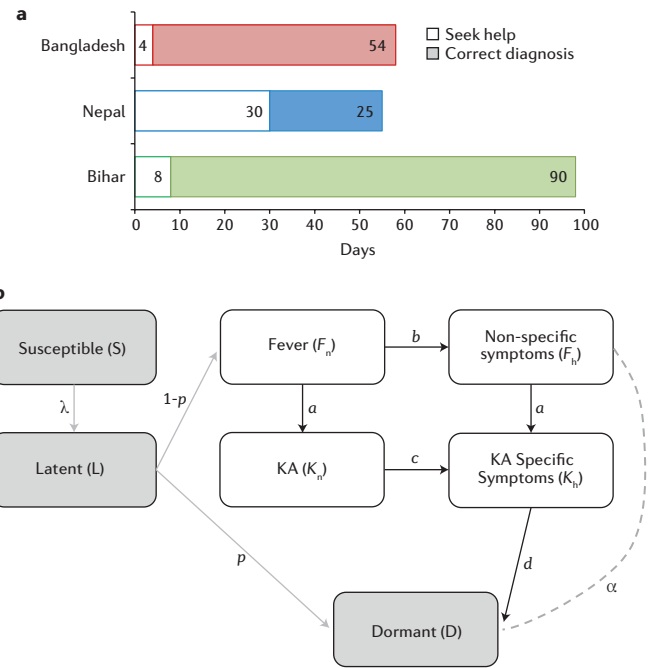 a
Bangladesh
4
54
Seek help
Correct diagnosis
Nepal
30
25
Bihar
8
90
0 10 20 30 40 50 60 70 80 90 100
Days
b
Susceptible (S)
Fever (Fn)
b
Non-specific
symptoms (Fh)
λ
1-p
a
a
Latent (L)
KA (Kn)
c
KA Specific
Symptoms (Kh)
p
d
α
Dormant (D)